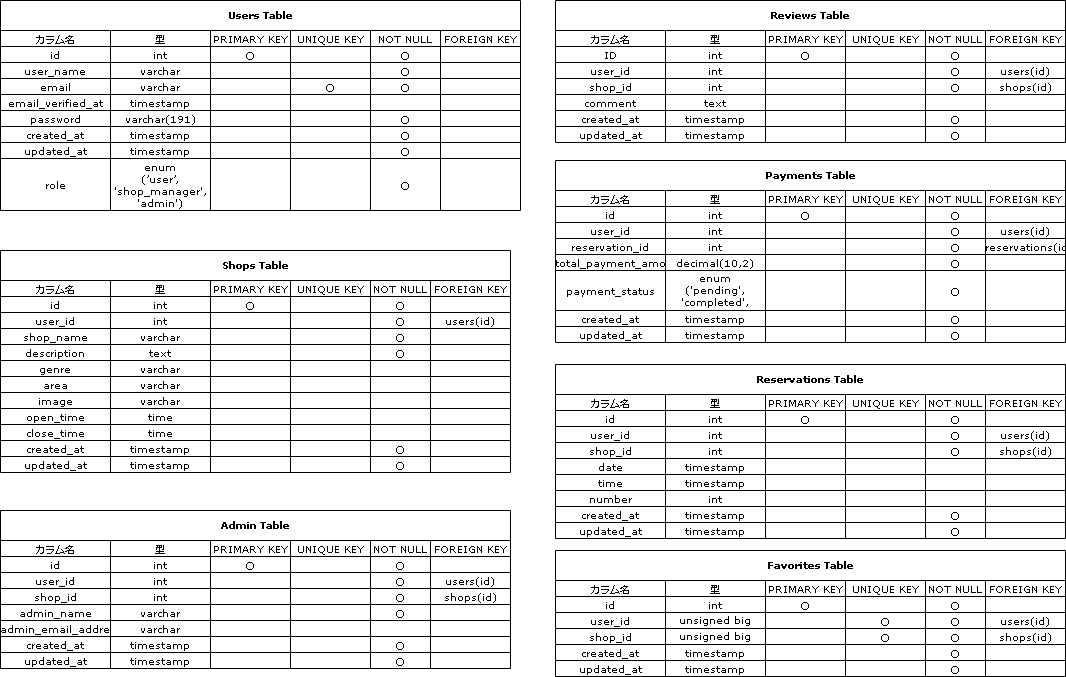 Users Table
カラム名 型 PRIMARY KEY UNIQUE KEY NOT NULL FOREIGN KEY
id int ○ ○
user_name varchar ○
email varchar ○ ○
email_verified_at timestamp
password varchar(191) ○
created_at timestamp ○
updated_at timestamp ○
role enum ('user', 'shop_manager', 'admin') ○
Shops Table
カラム名 型 PRIMARY KEY UNIQUE KEY NOT NULL FOREIGN KEY
id int ○ ○
user_id int ○ users(id)
shop_name varchar ○
description text ○
genre varchar
area varchar
image varchar
open_time time
close_time time
created_at timestamp ○
updated_at timestamp ○
Admin Table
カラム名 型 PRIMARY KEY UNIQUE KEY NOT NULL FOREIGN KEY
id int ○ ○
user_id int ○ users(id)
shop_id int ○ shops(id)
admin_name varchar ○
admin_email_addre varchar
created_at timestamp ○
updated_at timestamp ○
Reviews Table
カラム名 型 PRIMARY KEY UNIQUE KEY NOT NULL FOREIGN KEY
ID int ○ ○
user_id int ○ users(id)
shop_id int ○ shops(id)
comment text
created_at timestamp ○
updated_at timestamp ○
Payments Table
カラム名 型 PRIMARY KEY UNIQUE KEY NOT NULL FOREIGN KEY
id int ○ ○
user_id int ○ users(id)
reservation_id int ○ reservations(id
total_payment_amo decimal(10,2) ○
payment_status enum ('pending', 'completed', ○
created_at timestamp ○
updated_at timestamp ○
Reservations Table
カラム名 型 PRIMARY KEY UNIQUE KEY NOT NULL FOREIGN KEY
id int ○ ○
user_id int ○ users(id)
shop_id int ○ shops(id)
date timestamp
time timestamp
number int
created_at timestamp ○
updated_at timestamp ○
Favorites Table
カラム名 型 PRIMARY KEY UNIQUE KEY NOT NULL FOREIGN KEY
id int ○ ○
user_id unsigned big ○ ○ users(id)
shop_id unsigned big ○ ○ shops(id)
created_at timestamp ○
updated_at timestamp ○